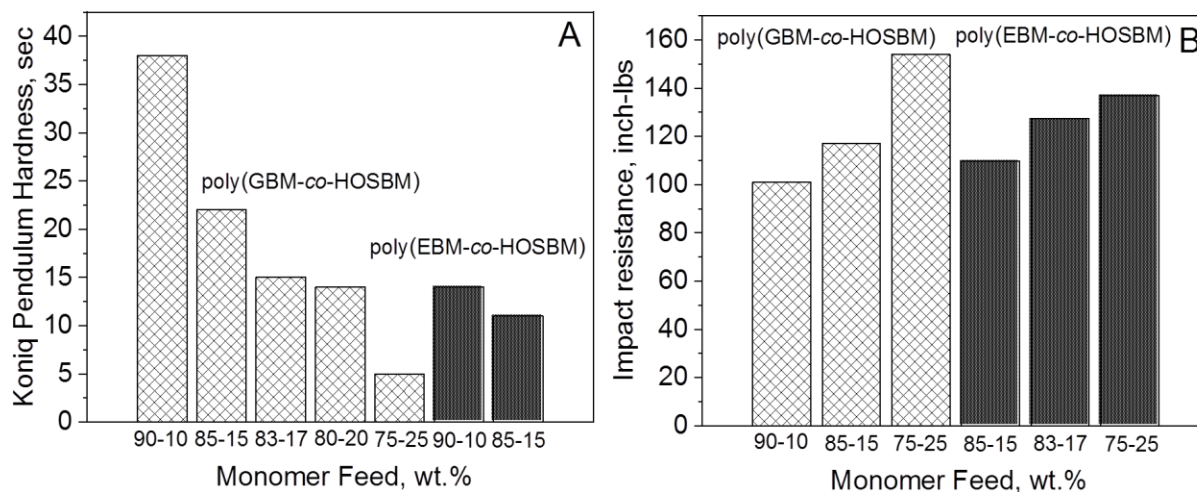 A
Koniq Pendulum Hardness, sec
40
35
30
25
20
15
10
5
0
poly(GBM-co-HOSBM)
poly(EBM-co-HOSBM)
90-10 85-15 83-17 80-20 75-25 90-10 85-15
Monomer Feed, wt.%
B
Impact resistance, inch-lbs
160
140
120
100
80
60
40
20
0
poly(GBM-co-HOSBM) poly(EBM-co-HOSBM)
90-10 85-15 75-25 85-15 83-17 75-25
Monomer Feed, wt.%